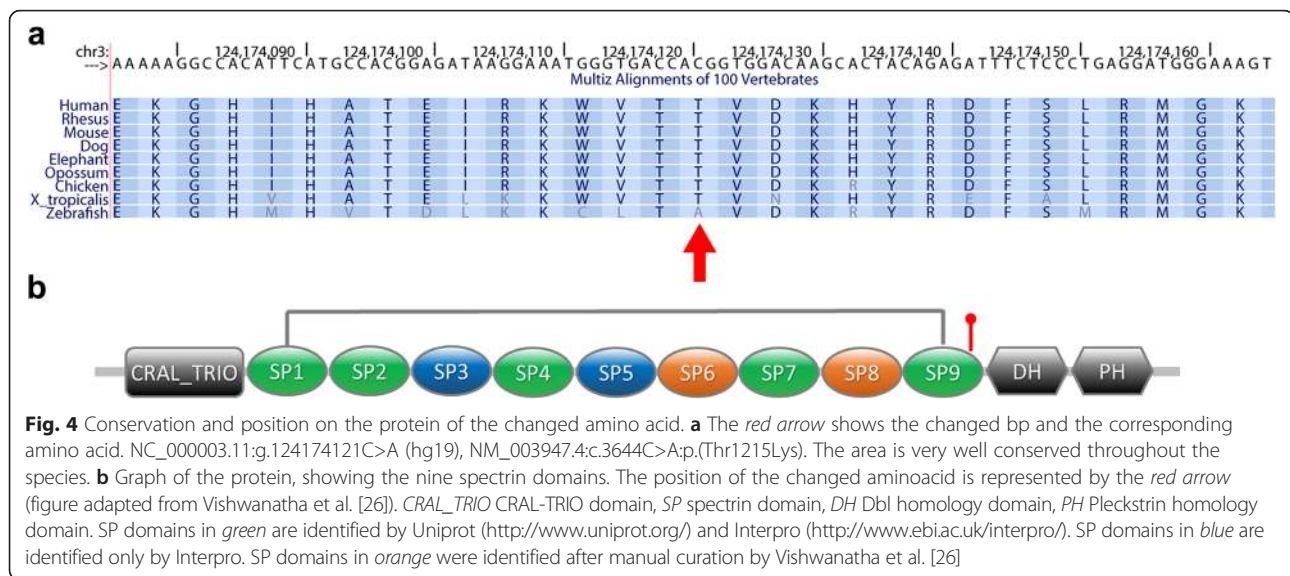 a
chr3: 124,174,090| 124,174,100| 124,174,110| 124,174,120| 124,174,130| 124,174,140| 124,174,150| 124,174,160|
---> AAAAAGGCCACATTCATGCCACGGAGATAAGGAAATGGGTGACCACGGTGGACAAGCACTACAGAGATTTCTCCCTGAGGATGGGAAAGT
Multiz Alignments of 100 Vertebrates
Human E K G H I H A T E I R K W V T T V D K H Y R D F S L R M G K
Rhesus E K G H I H A T E I R K W V T T V D K H Y R D F S L R M G K
Mouse E K G H I H A T E I R K W V T T V D K H Y R D F S L R M G K
Dog E K G H I H A T E I R K W V T T V D K H Y R D F S L R M G K
Elephant E K G H I H A T E I R K W V T T V D K H Y R D F S L R M G K
Opossum E K G H I H A T E I R K W V T T V D K H Y R D F S L R M G K
Chicken E K G H I H A T E I R K W V T T V D K R Y R D F S L R M G K
X_tropicalis E K G H V H A T E L K K W V T T V N K H Y R E F A L R M G K
Zebrafish E K G H M H V T D L K K C L T A V D K R Y R D F S M R M G K
b
CRAL_TRIO SP1 SP2 SP3 SP4 SP5 SP6 SP7 SP8 SP9 DH PH
Fig. 4 Conservation and position on the protein of the changed amino acid. a The red arrow shows the changed bp and the corresponding
amino acid. NC_000003.11:g.124174121C>A (hg19), NM_003947.4:c.3644C>A:p.(Thr1215Lys). The area is very well conserved throughout the
species. b Graph of the protein, showing the nine spectrin domains. The position of the changed aminoacid is represented by the red arrow
(figure adapted from Vishwanatha et al. [26]). CRAL_TRIO CRAL-TRIO domain, SP spectrin domain, DH Dbl homology domain, PH Pleckstrin homology
domain. SP domains in green are identified by Uniprot (http://www.uniprot.org/) and Interpro (http://www.ebi.ac.uk/interpro/). SP domains in blue are
identified only by Interpro. SP domains in orange were identified after manual curation by Vishwanatha et al. [26]